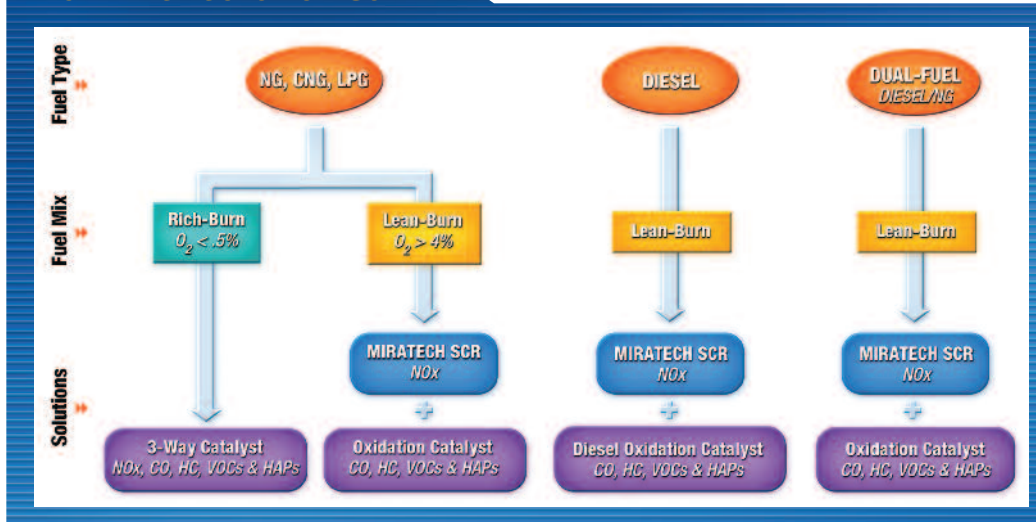 Fuel Type
NG, CNG, LPG
DIESEL
DUAL-FUEL
DIESEL/NG
Fuel Mix
Rich-Burn
O2 < .5%
Lean-Burn
O2 > 4%
Lean-Burn
Lean-Burn
Solutions
MIRATECH SCR
NOx
MIRATECH SCR
NOx
MIRATECH SCR
NOx
+
+
+
3-Way Catalyst
NOx, CO, HC, VOCs & HAPs
Oxidation Catalyst
CO, HC, VOCs & HAPs
Diesel Oxidation Catalyst
CO, HC, VOCs & HAPs
Oxidation Catalyst
CO, HC, VOCs & HAPs